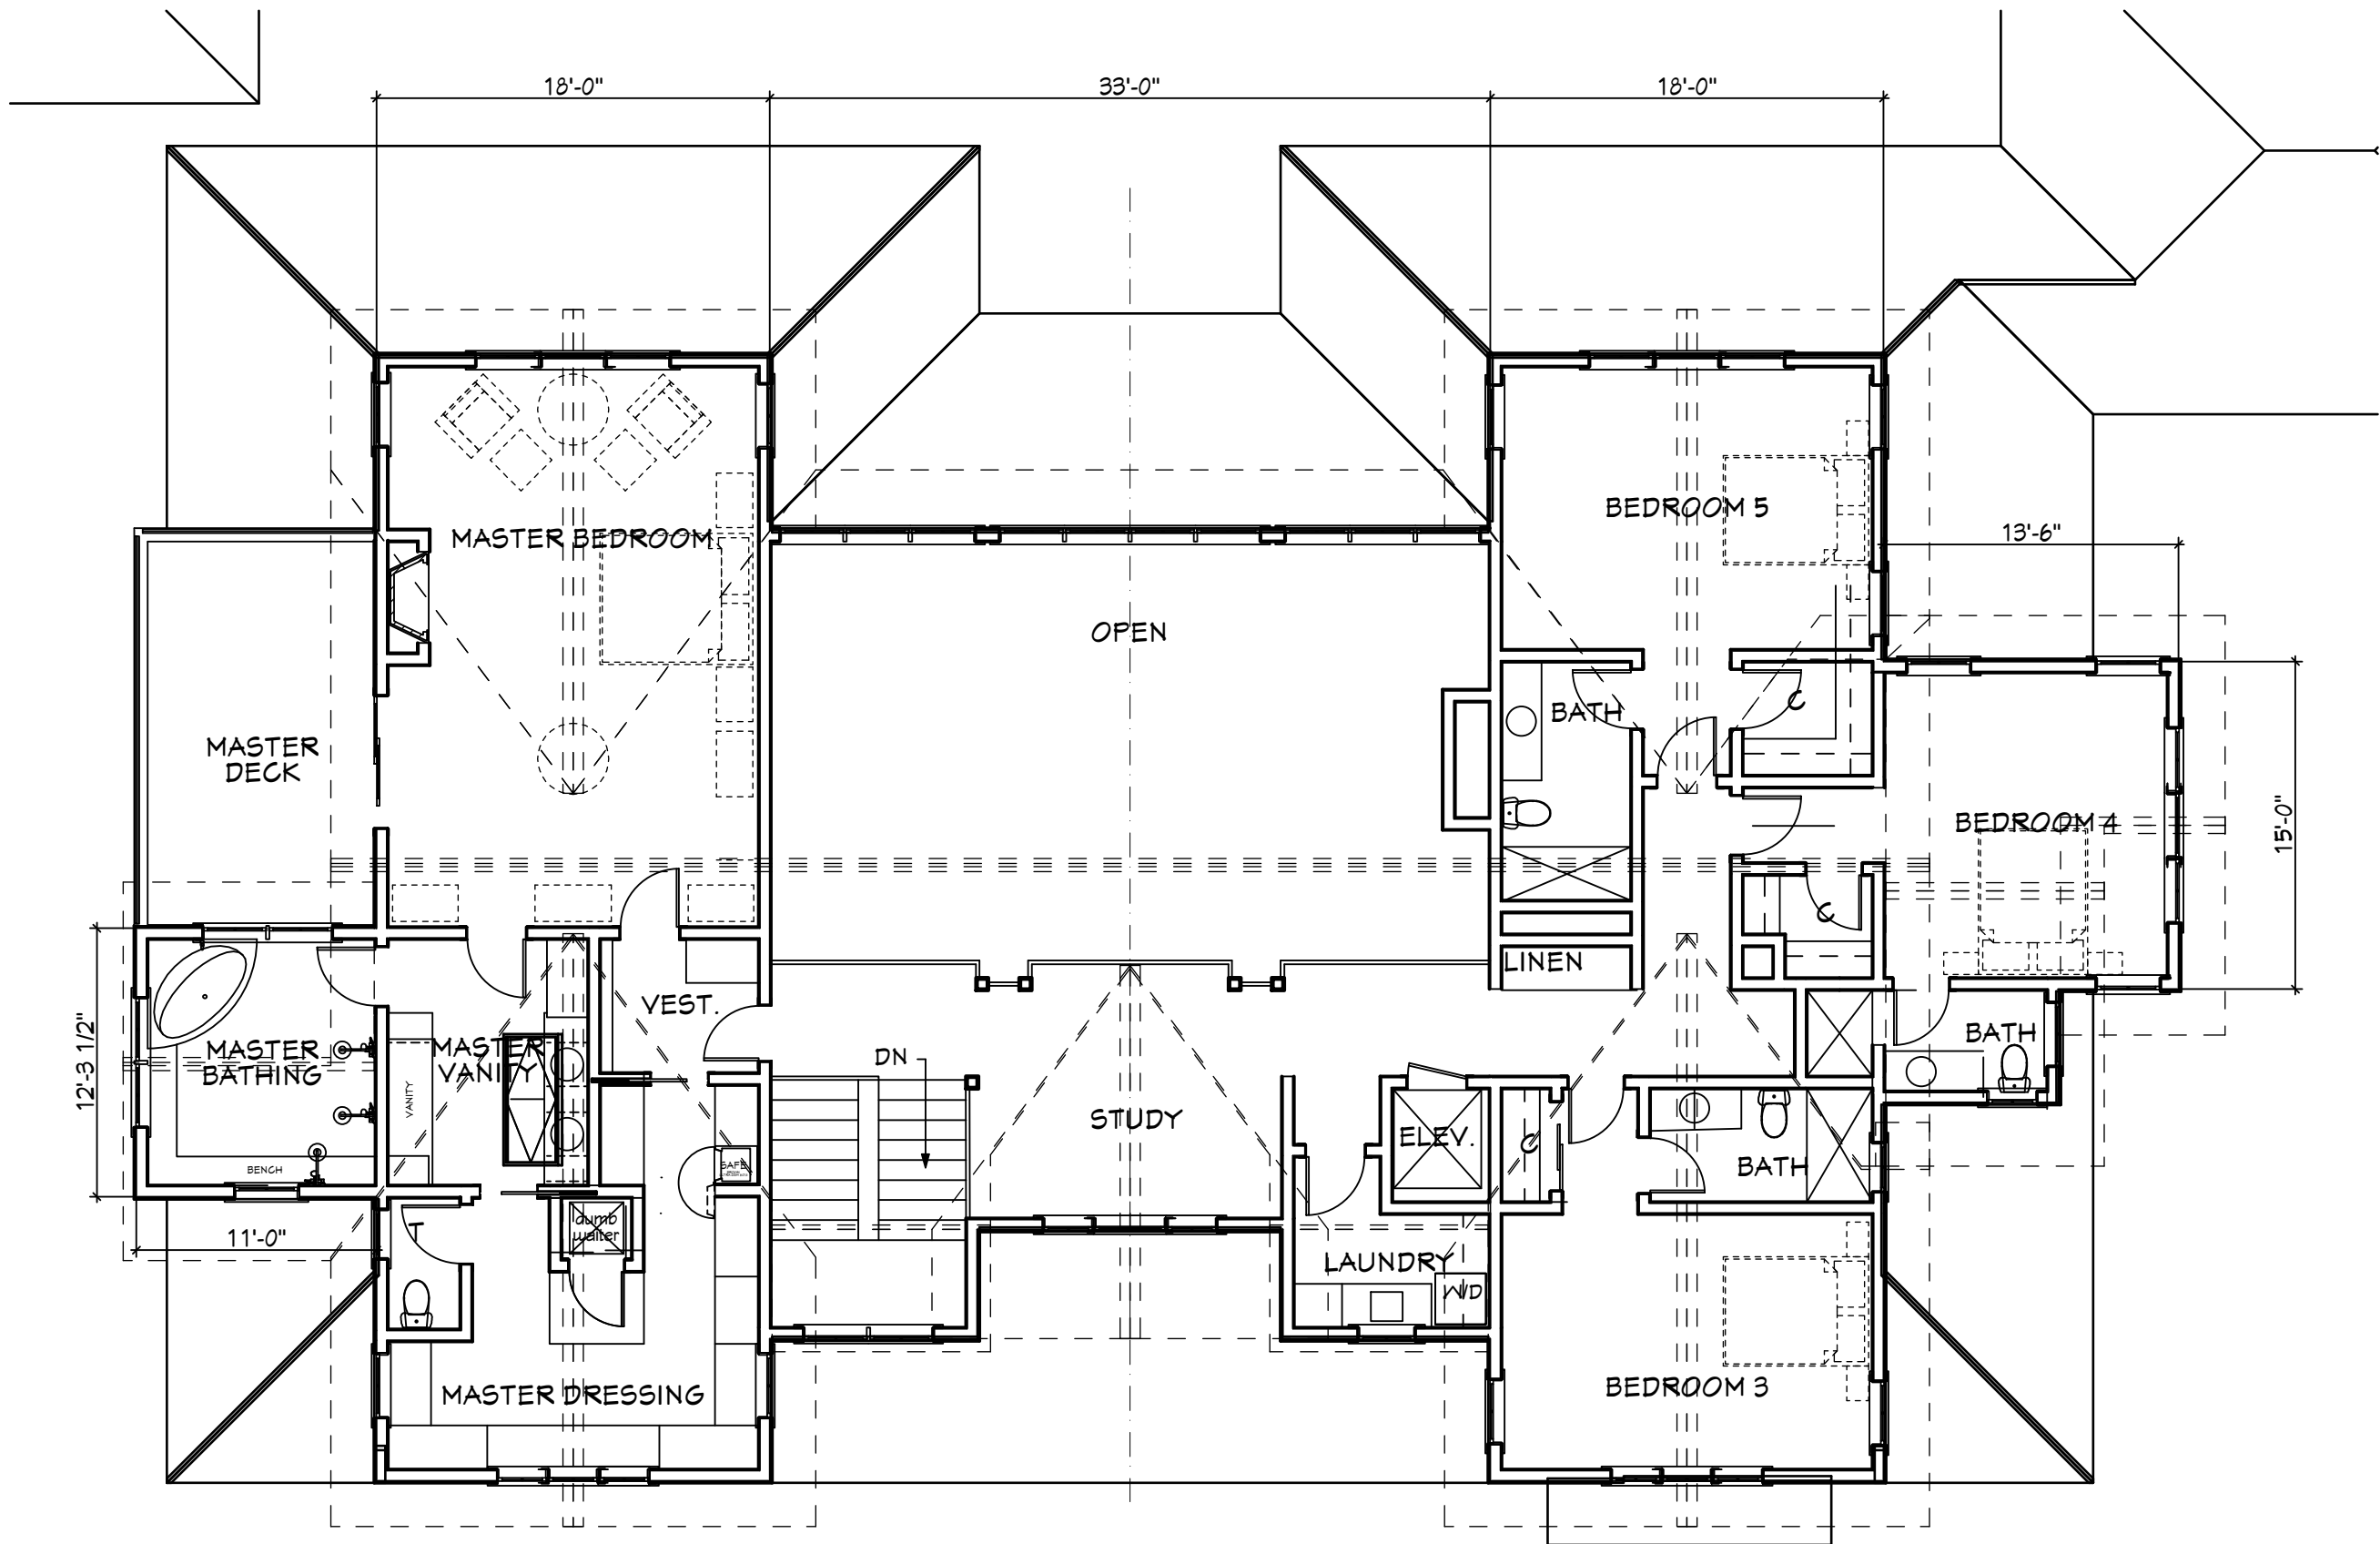 18'-0"
33'-0"
18'-0"
BEDROOM 5
13'-6"
MASTER BEDROOM
OPEN
C
BATH
MASTER
DECK
BEDROOM 4
15'-0"
C
LINEN
VEST.
BATH
MASTER
BATHING
MASTER
VANITY
DN
12'-3 1/2"
VANITY
STUDY
ELEV.
C
BATH
BENCH
SAFE
T
dumb
waiter
11'-0"
LAUNDRY
W/D
MASTER DRESSING
BEDROOM 3